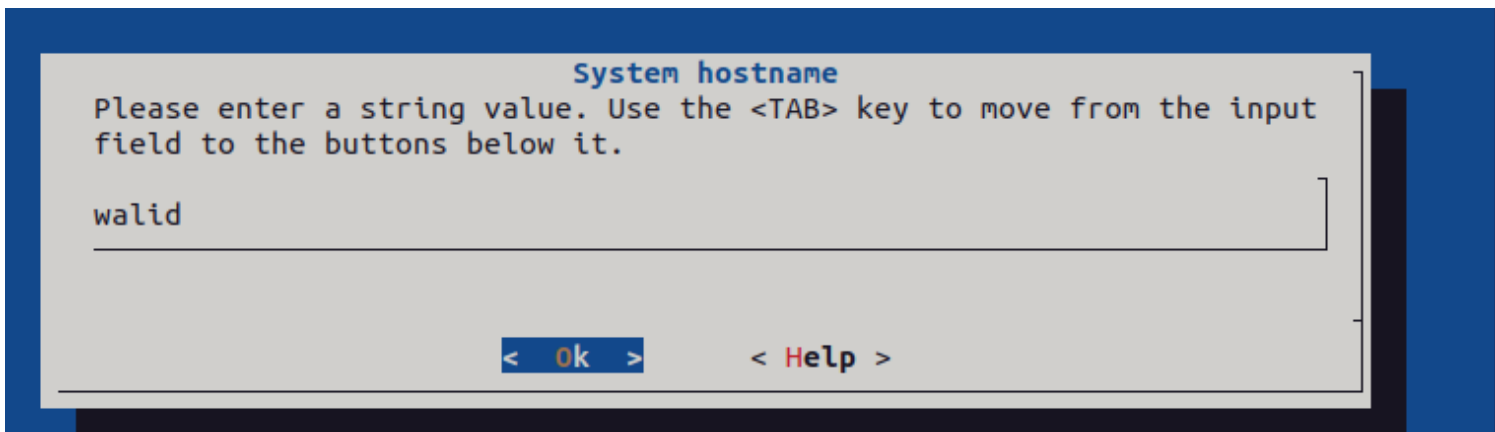 System hostname
Please enter a string value. Use the <TAB> key to move from the input
field to the buttons below it.
walid
< Ok > < Help >